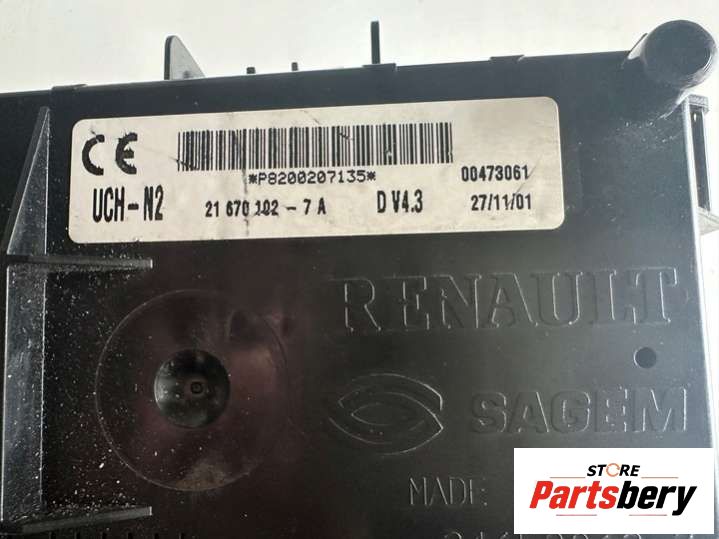 CE
*P8200207135*
00473061
UCH-N2
21 670 102 - 7 A
D V4.3
27/11/01
RENAULT
SAGEM
MADE
STORE
Partsbery